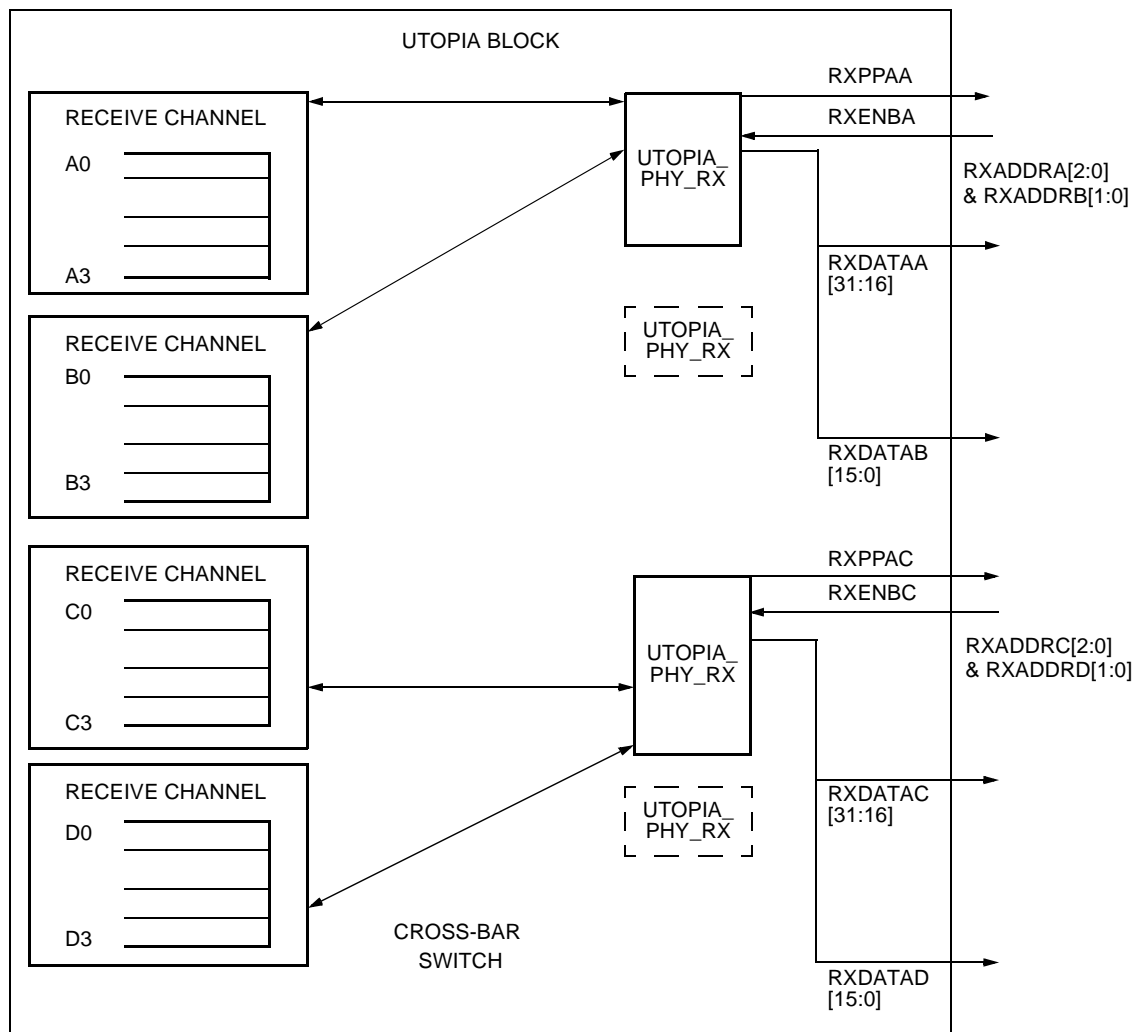 UTOPIA BLOCK
RECEIVE CHANNEL
A0
A3
RECEIVE CHANNEL
B0
B3
RECEIVE CHANNEL
C0
C3
RECEIVE CHANNEL
D0
D3
CROSS-BAR
SWITCH
UTOPIA_
PHY_RX
UTOPIA_
PHY_RX
UTOPIA_
PHY_RX
UTOPIA_
PHY_RX
RXPPAA
RXENBA
RXADDRA[2:0]
& RXADDRB[1:0]
RXDATAA
[31:16]
RXDATAB
[15:0]
RXPPAC
RXENBC
RXADDRC[2:0]
& RXADDRD[1:0]
RXDATAC
[31:16]
RXDATAD
[15:0]